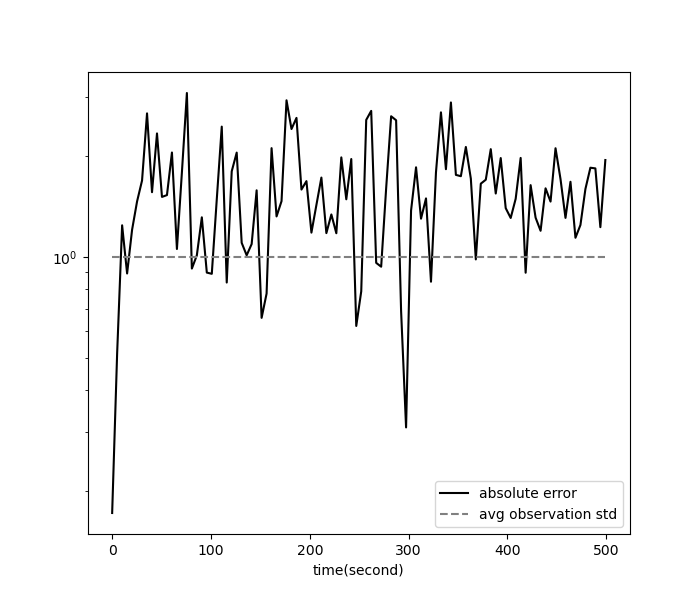 10⁰
0 100 200 300 400 500
time(second)
absolute error
avg observation std